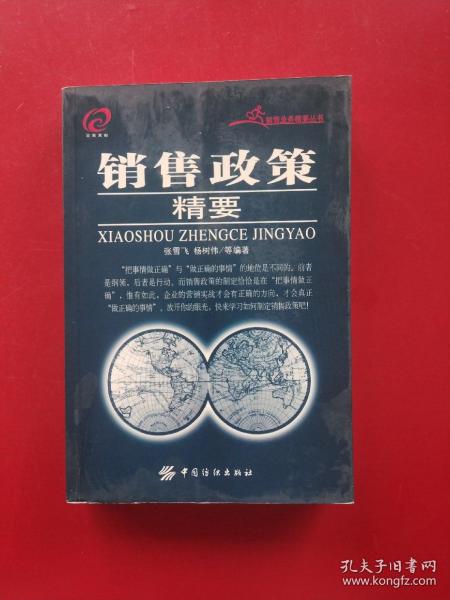 销售业务精要丛书
销售政策
精要
XIAOSHOU ZHENGCE JINGYAO
张雪飞 杨树伟/等编著
“把事情做正确”与“做正确的事情”的地位是不同的。前者
是纲领，后者是行动。而销售政策的制定恰恰是在“把事情做正
确”，惟有如此，企业的营销实战才会有正确的方向，才会真正
“做正确的事情”。放开你的眼光，快来学习如何制定销售政策吧！
中国纺织出版社
孔夫子旧书网
www.kongfz.com